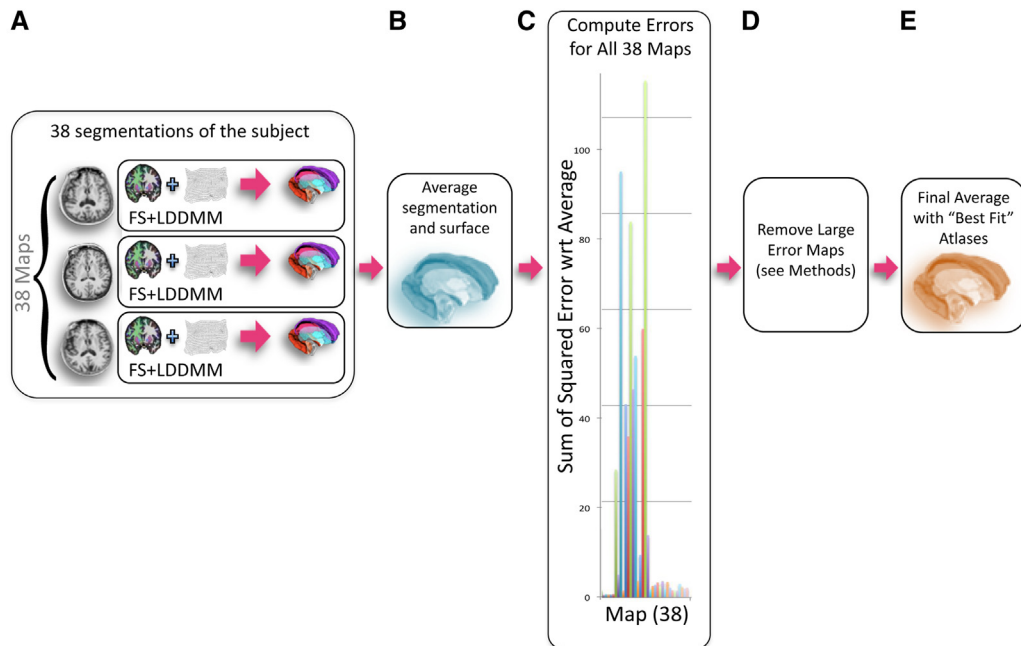 A
B
C
D
E
38 segmentations of the subject
38 Maps
FS+LDDMM
FS+LDDMM
FS+LDDMM
Average
segmentation
and surface
Compute Errors
for All 38 Maps
Sum of Squared Error wrt Average
100
80
60
40
20
0
Map (38)
Remove Large
Error Maps
(see Methods)
Final Average
with “Best Fit”
Atlases